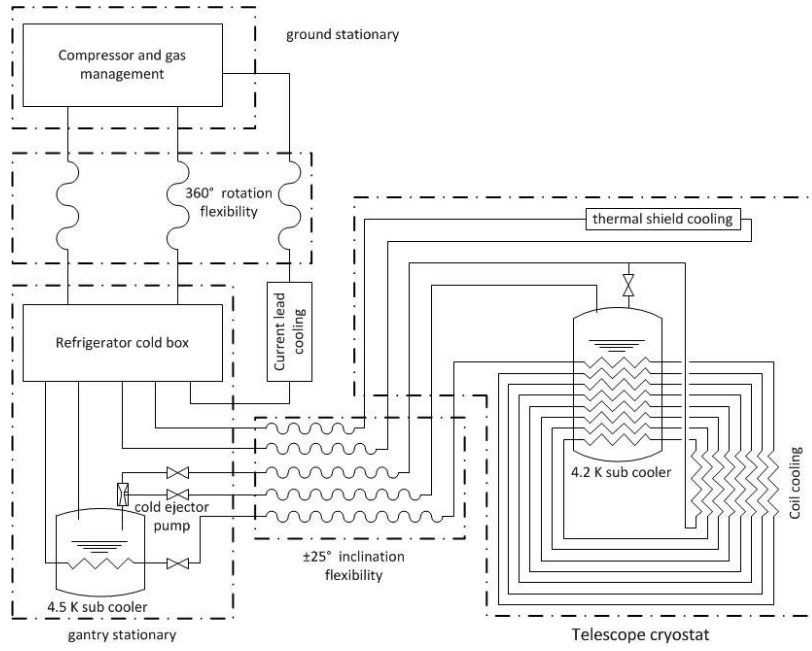 ground stationary
Compressor and gas
management
360° rotation
flexibility
thermal shield cooling
Refrigerator cold box
Current lead
cooling
4.2 K sub cooler
Coil cooling
cold ejector
pump
±25° inclination
flexibility
4.5 K sub cooler
gantry stationary
Telescope cryostat